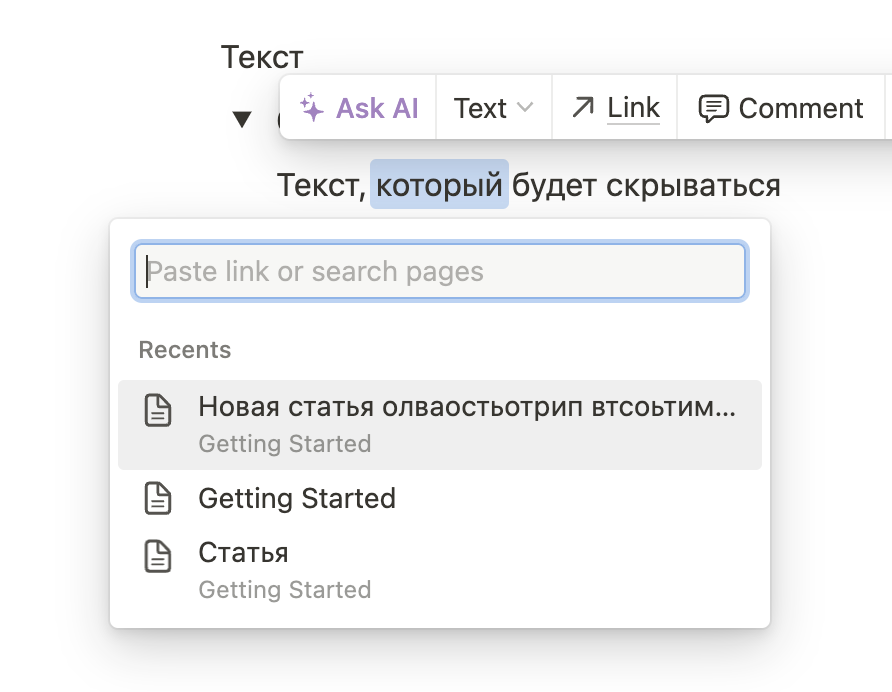 Текст
Ask AI Text Link Comment
Текст, который будет скрываться
Paste link or search pages
Recents
Новая статья олваостьотрип втсоьтим...
Getting Started
Getting Started
Статья
Getting Started